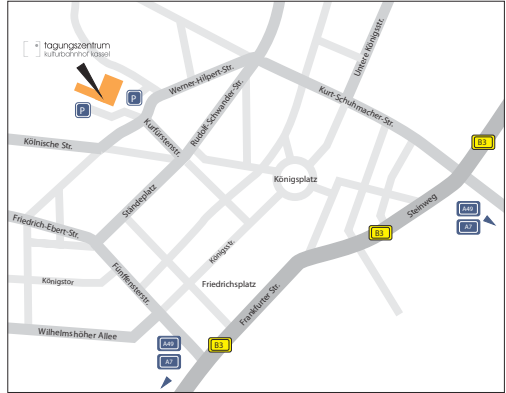 tagungszentrum
kulturbahnhof kassel
P
P
Werner-Hilpert-Str.
Untere Königsstr.
Kurt-Schuhmacher-Str.
Rudolf-Schwander-Str.
Kurfürstenstr.
Kölnische Str.
B3
Königsplatz
Ständeplatz
Steinweg
A49
A7
B3
Friedrich-Ebert-Str.
Königsstr.
Fünffensterstr.
Königstor
Friedrichsplatz
Frankfurter Str.
Wilhelmshöher Allee
A49
A7
B3